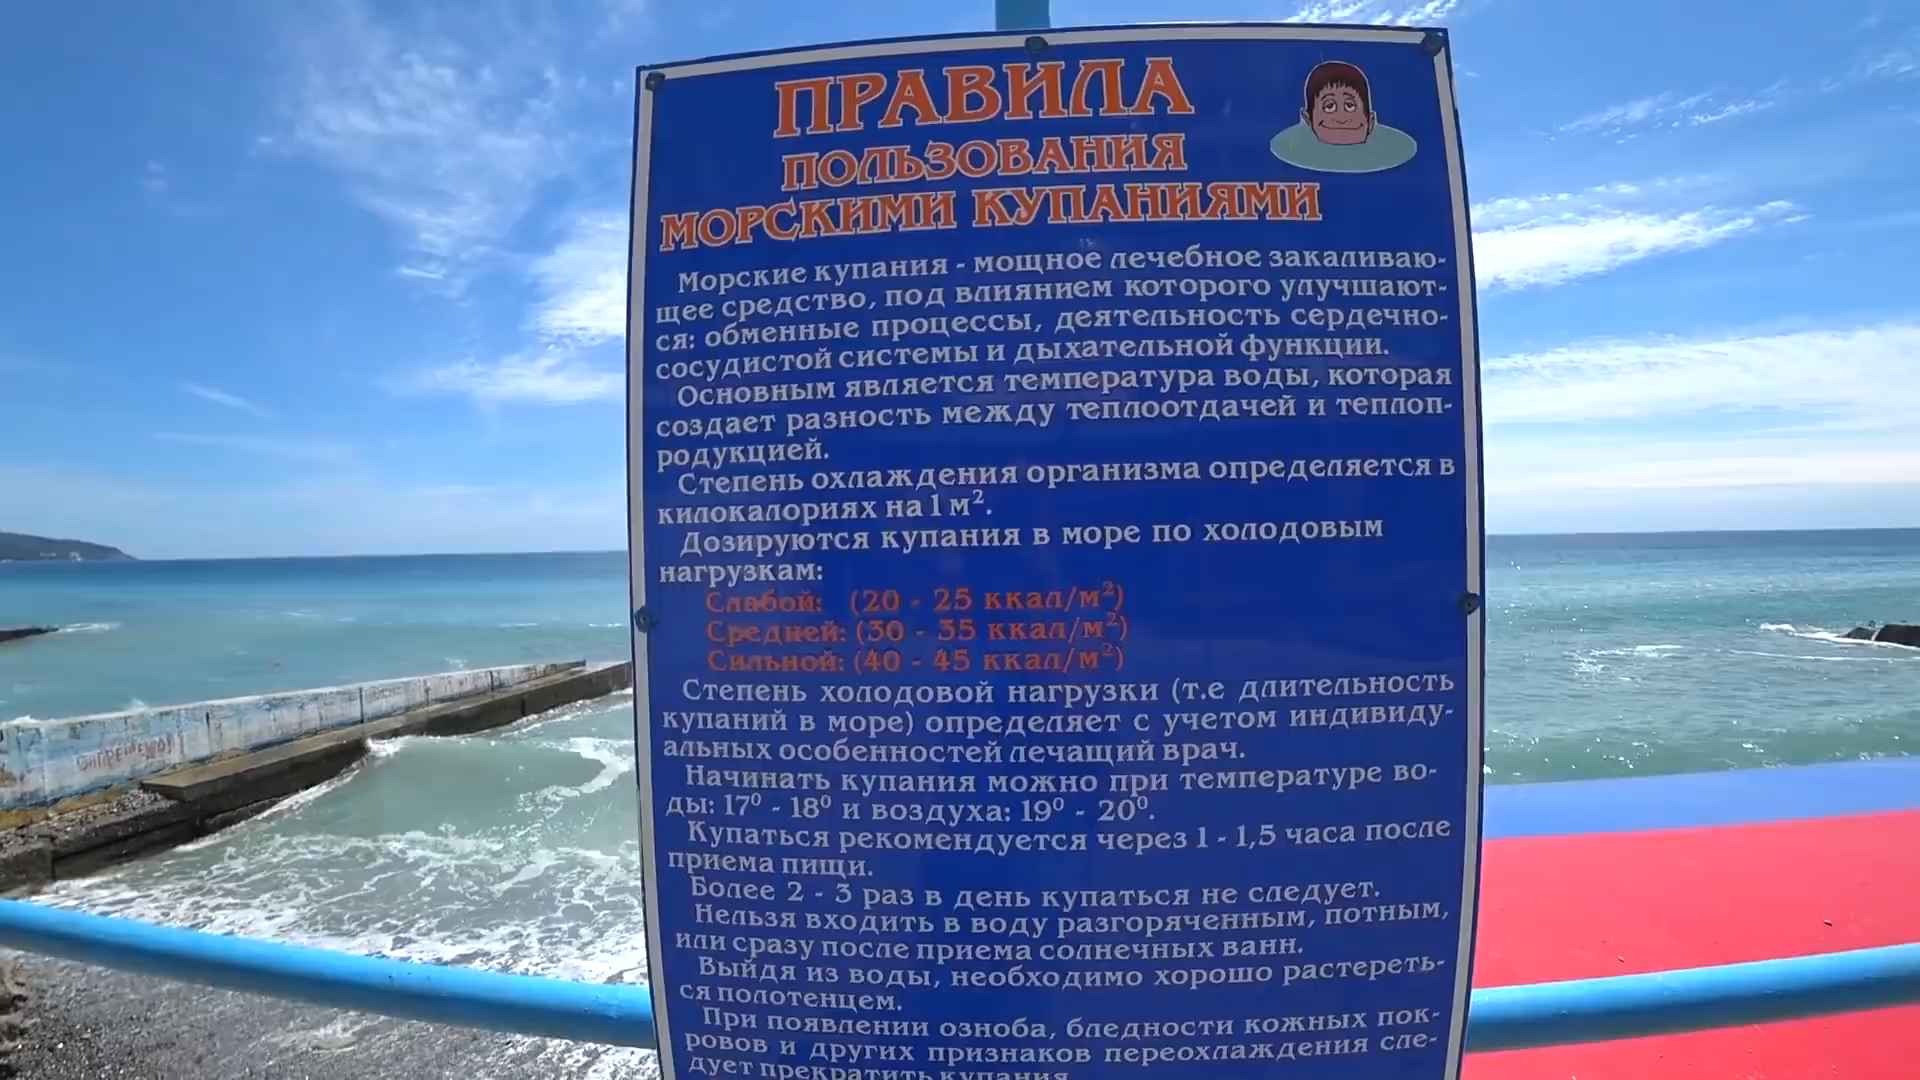 ПРАВИЛА
ПОЛЬЗОВАНИЯ
МОРСКИМИ КУПАНИЯМИ
Морские купания - мощное лечебное закаливаю-
щее средство, под влиянием которого улучшают-
ся: обменные процессы, деятельность сердечно-
сосудистой системы и дыхательной функции.
Основным является температура воды, которая
создает разность между теплоотдачей и теплоп-
родукцией.
Степень охлаждения организма определяется в
килокалориях на 1 м².
Дозируются купания в море по холодовым
нагрузкам:
Слабой: (20 - 25 ккал/м²)
Средней: (30 - 35 ккал/м²)
Сильной: (40 - 45 ккал/м²)
Степень холодовой нагрузки (т.е длительность
купаний в море) определяет с учетом индивиду-
альных особенностей лечащий врач.
Начинать купания можно при температуре во-
ды: 17⁰ - 18⁰ и воздуха: 19⁰ - 20⁰.
Купаться рекомендуется через 1 - 1,5 часа после
приема пищи.
Более 2 - 3 раз в день купаться не следует.
Нельзя входить в воду разгоряченным, потным,
или сразу после приема солнечных ванн.
Выйдя из воды, необходимо хорошо растереть-
ся полотенцем.
При появлении озноба, бледности кожных пок-
ровов и других признаков переохлаждения сле-
дует прекратить купания